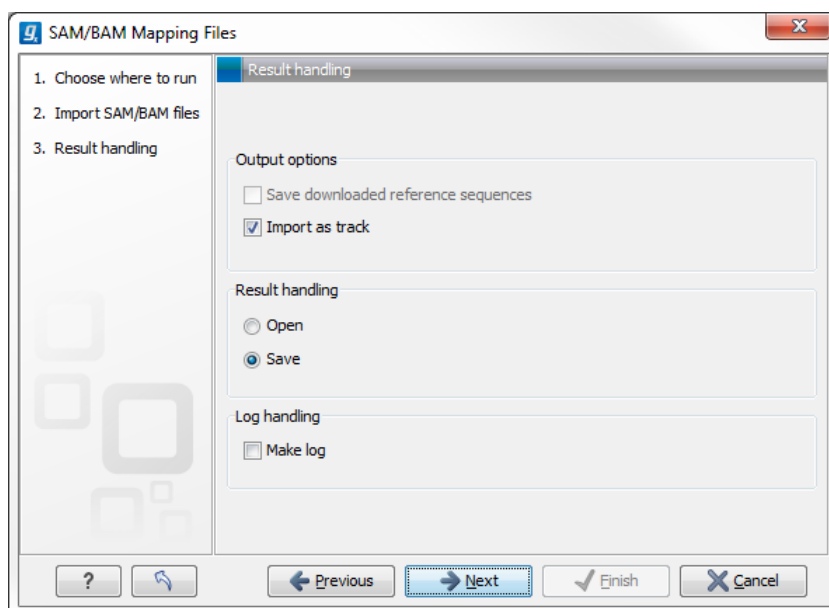 SAM/BAM Mapping Files
1. Choose where to run
2. Import SAM/BAM files
3. Result handling
Result handling
Output options
Save downloaded reference sequences
Import as track
Result handling
Open
Save
Log handling
Make log
?
Previous
Next
Finish
Cancel